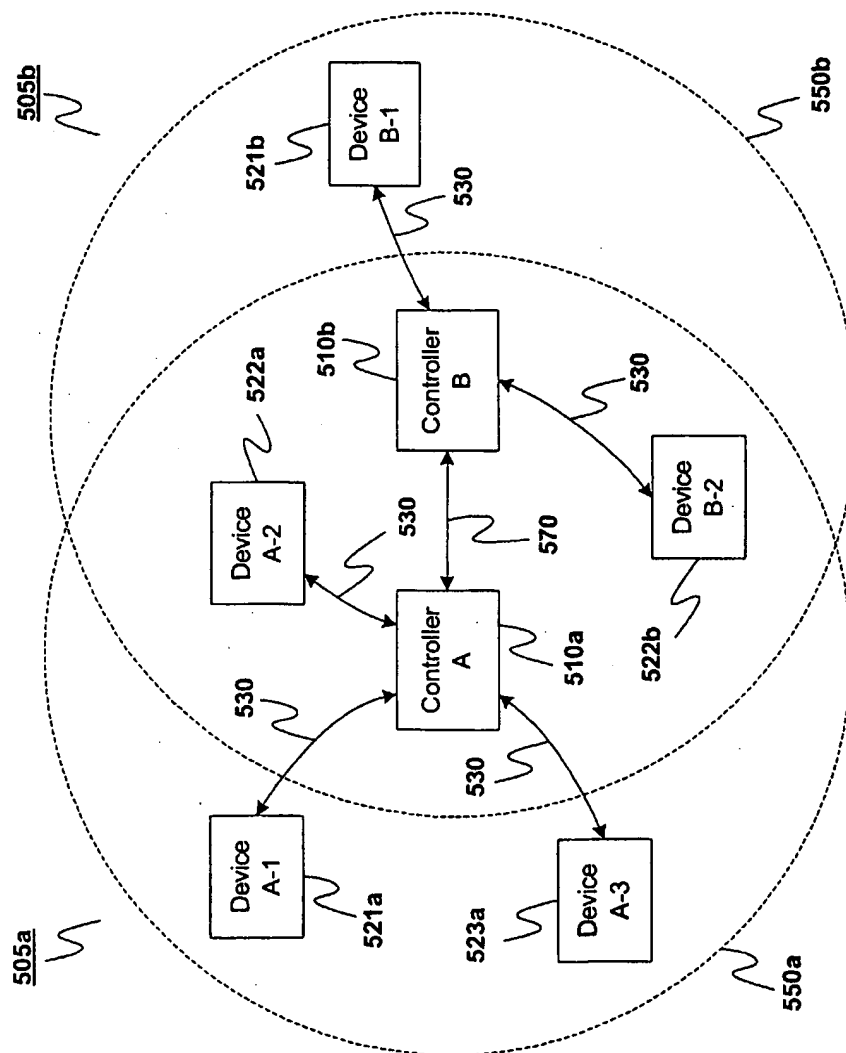 505a
505b
Device
A-1
521a
530
Device
A-2
522a
530
Device
B-1
521b
530
Controller
A
510a
570
Controller
B
510b
530
Device
A-3
523a
530
Device
B-2
522b
550a
550b